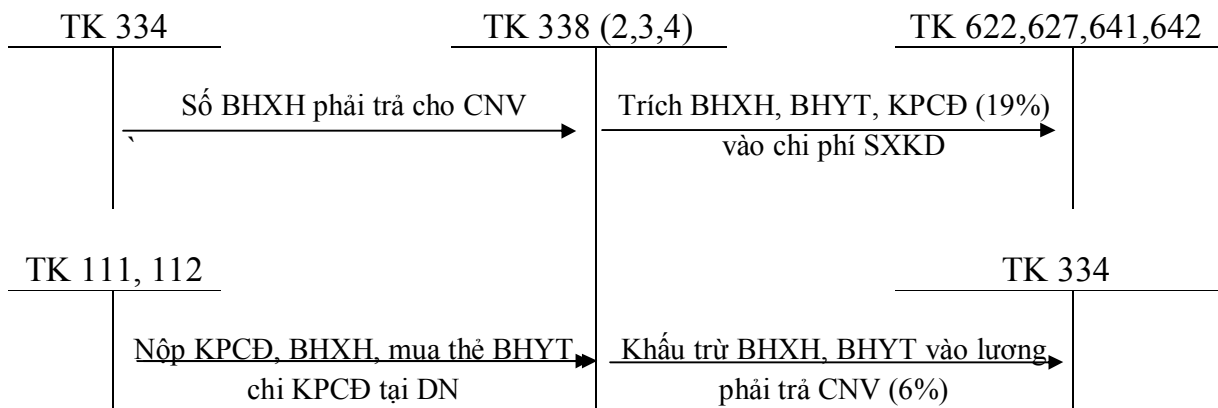 TK 334
TK 338 (2,3,4)
TK 622,627,641,642
Số BHXH phải trả cho CNV
`
Trích BHXH, BHYT, KPCĐ (19%)
vào chi phí SXKD
TK 111, 112
TK 334
Nộp KPCĐ, BHXH, mua thẻ BHYT
chi KPCĐ tại DN
Khấu trừ BHXH, BHYT vào lương
phải trả CNV (6%)